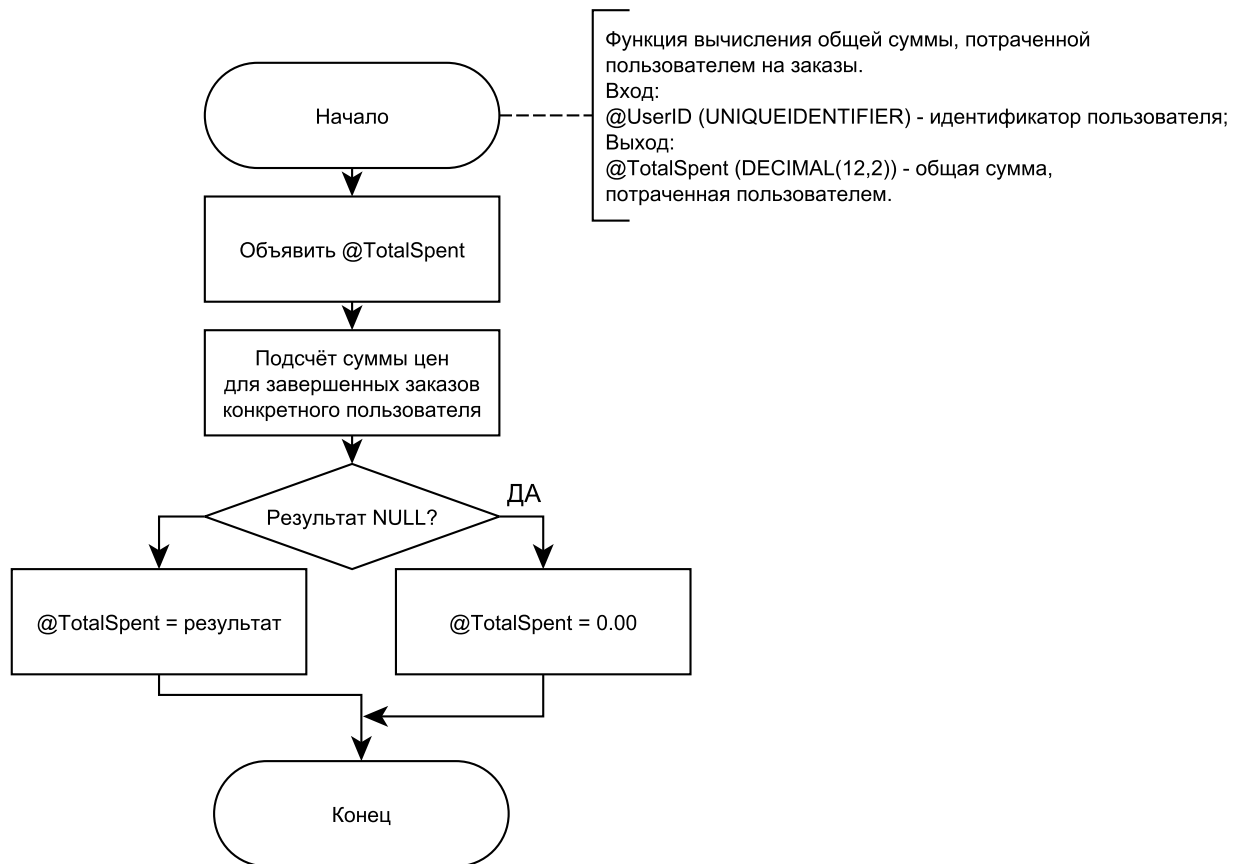 Начало
Функция вычисления общей суммы, потраченной
пользователем на заказы.
Вход:
@UserID (UNIQUEIDENTIFIER) - идентификатор пользователя;
Выход:
@TotalSpent (DECIMAL(12,2)) - общая сумма,
потраченная пользователем.
Объявить @TotalSpent
Подсчёт суммы цен
для завершенных заказов
конкретного пользователя
Результат NULL?
ДА
@TotalSpent = результат
@TotalSpent = 0.00
Конец